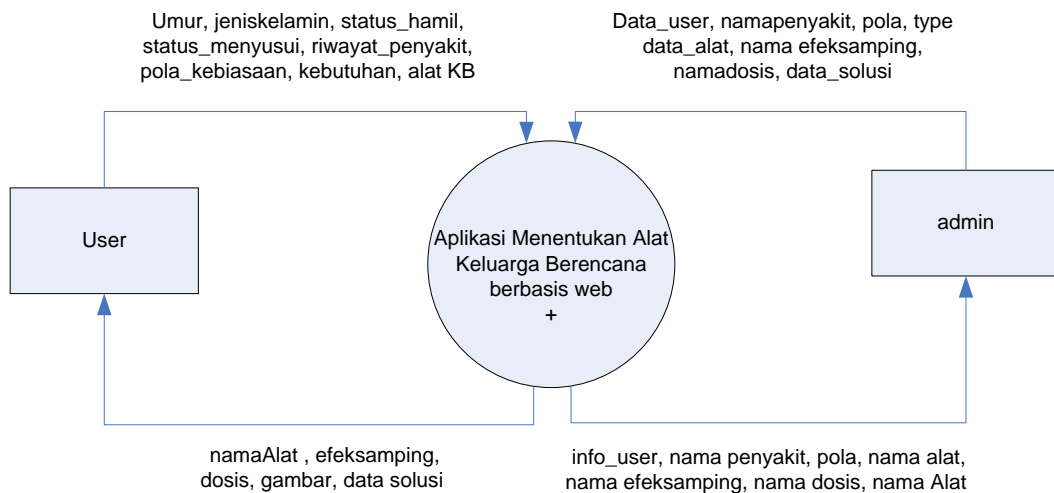 Umur, jeniskelamin, status_hamil,
status_menyusui, riwayat_penyakit,
pola_kebiasaan, kebutuhan, alat KB
Data_user, namapenyakit, pola, type
data_alat, nama efeksamping,
namadosis, data_solusi
User
Aplikasi Menentukan Alat
Keluarga Berencana
berbasis web
+
admin
namaAlat , efeksamping,
dosis, gambar, data solusi
info_user, nama penyakit, pola, nama alat,
nama efeksamping, nama dosis, nama Alat